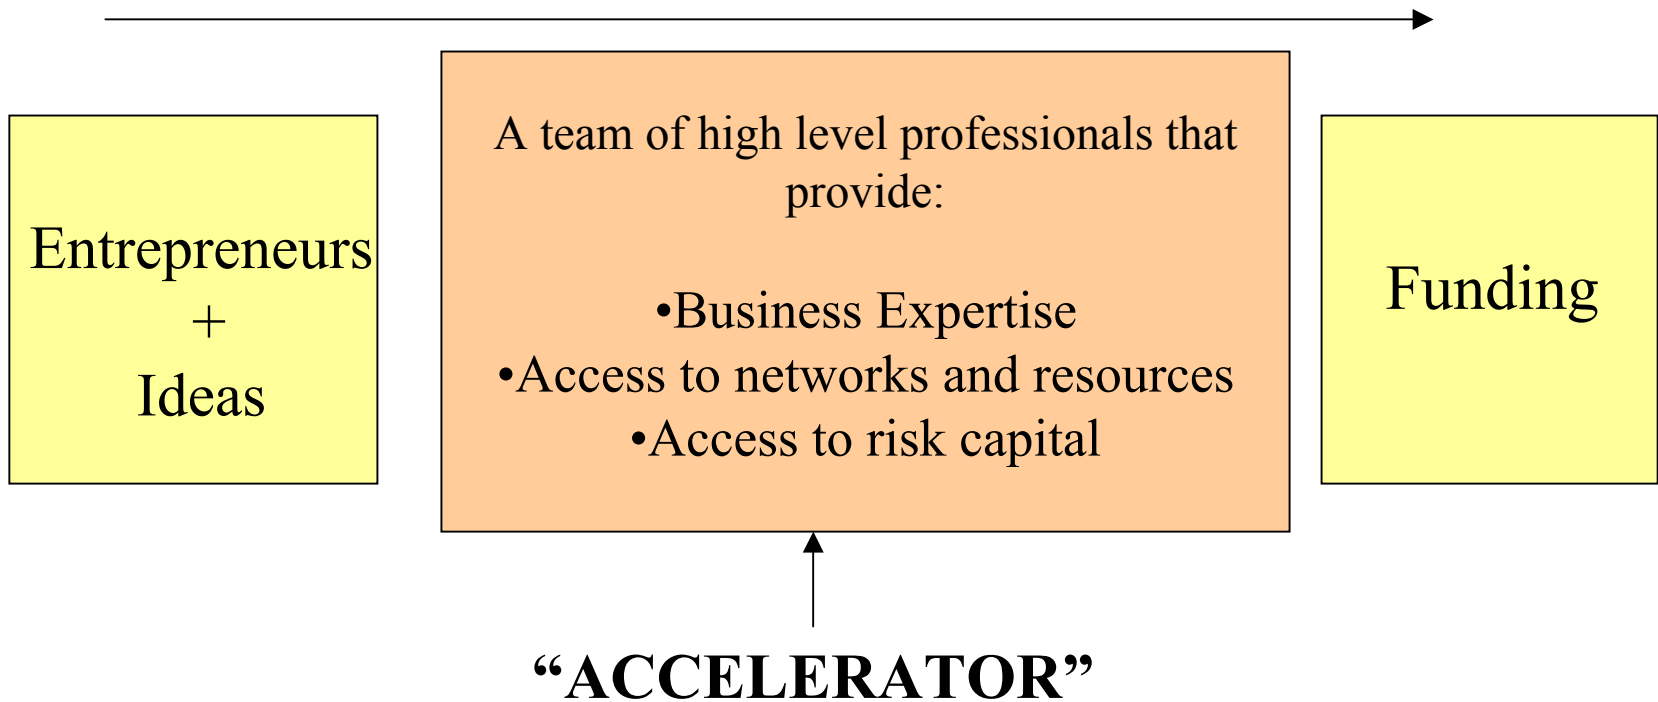 Entrepreneurs
+
Ideas
A team of high level professionals that
provide:
•Business Expertise
•Access to networks and resources
•Access to risk capital
Funding
“ACCELERATOR”